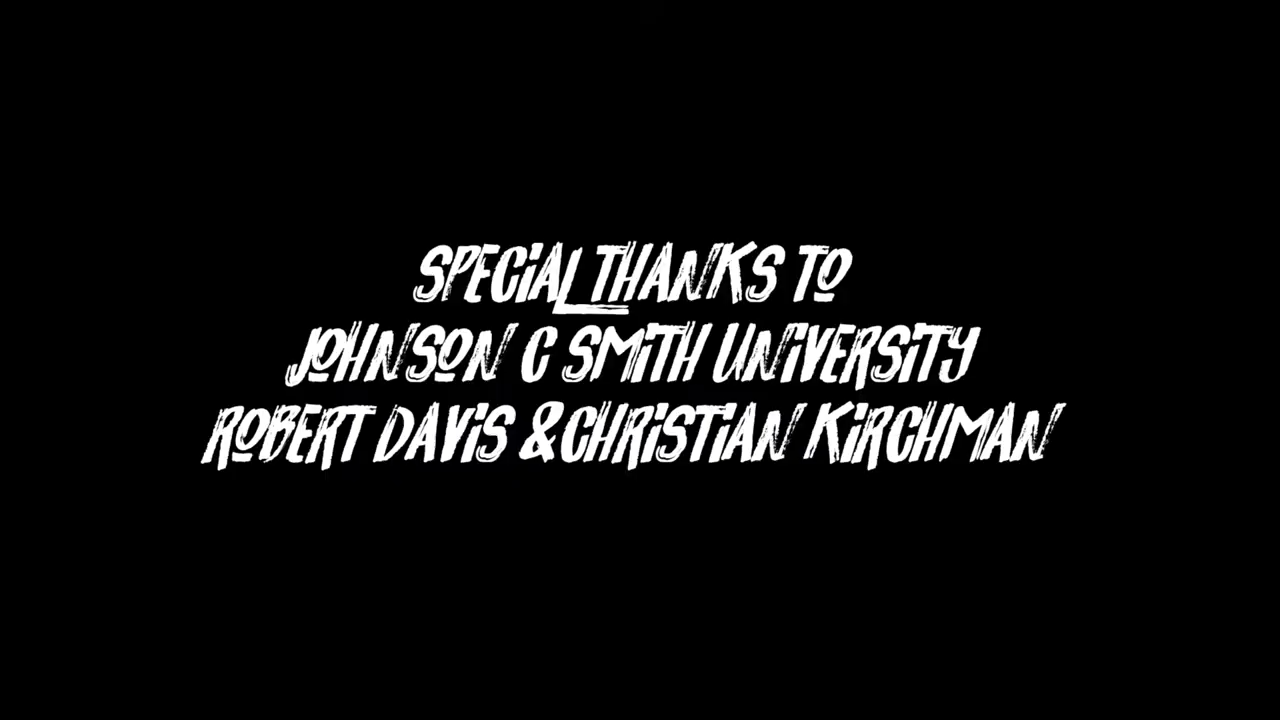 SPECIAL THANKS TO
JOHNSON C SMITH UNIVERSITY
ROBERT DAVIS & CHRISTIAN KIRCHMAN